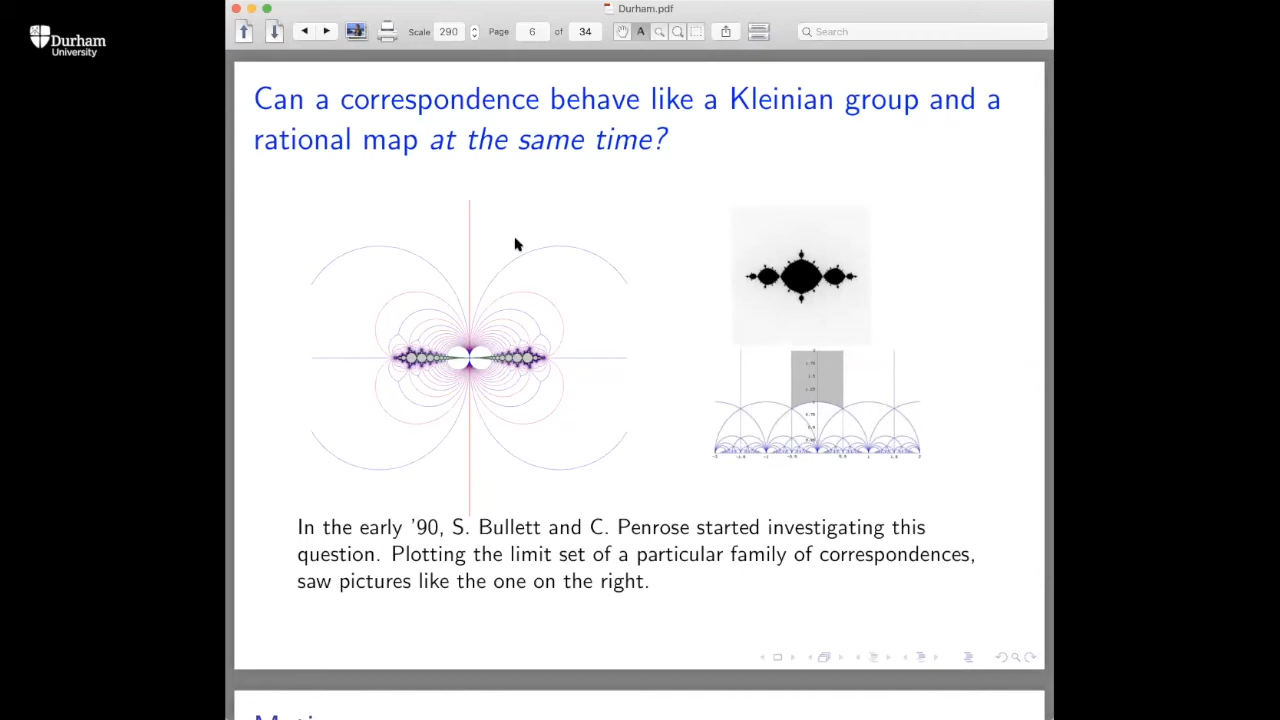 Durham
University
Durham.pdf
Scale 290 Page 6 of 34 A Search
Can a correspondence behave like a Kleinian group and a
rational map at the same time?
In the early '90, S. Bullett and C. Penrose started investigating this
question. Plotting the limit set of a particular family of correspondences,
saw pictures like the one on the right.